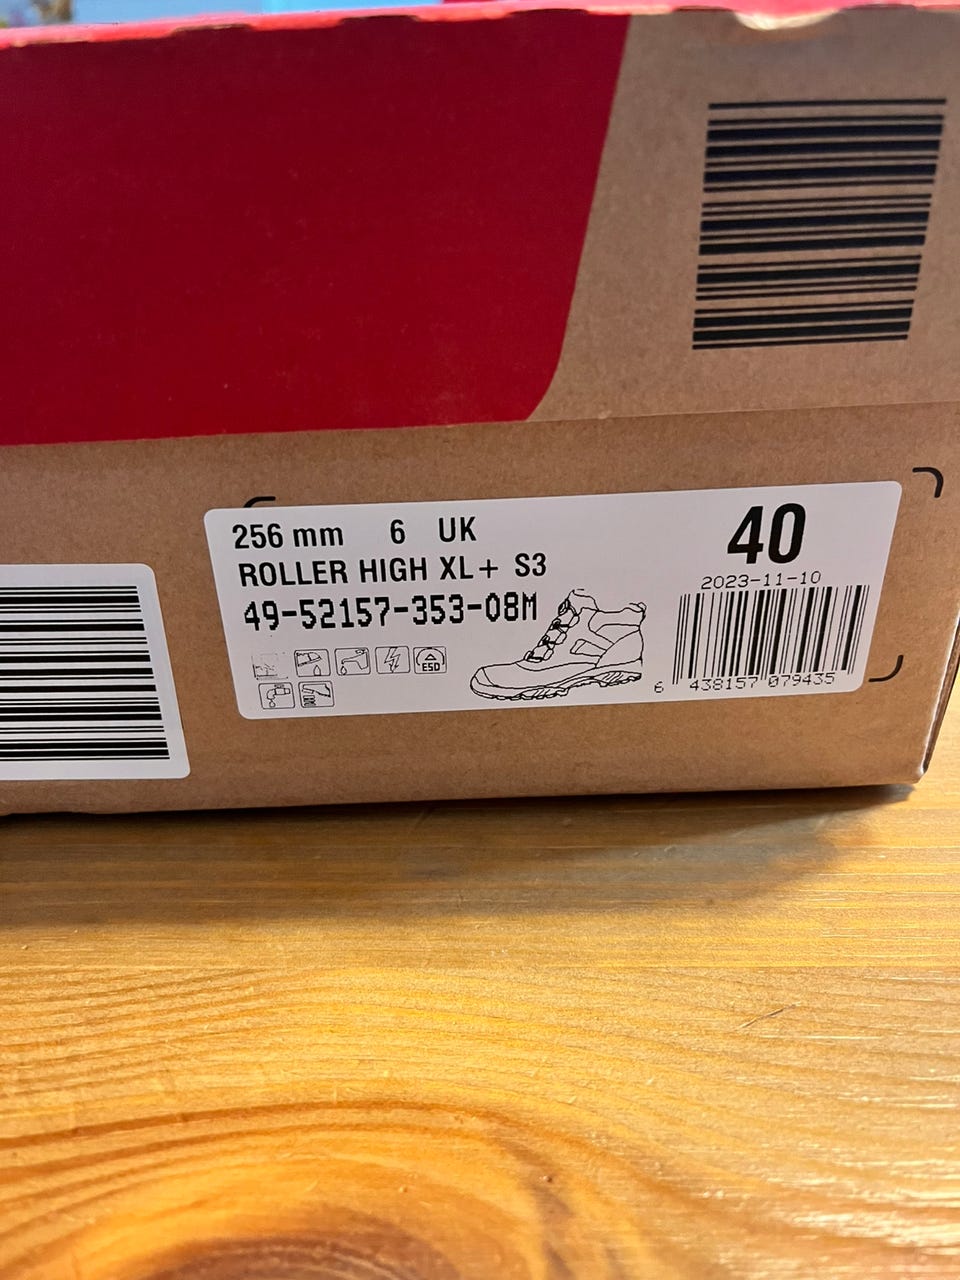 256 mm 6 UK
ROLLER HIGH XL+ S3
49-52157-353-08M
ESD
40
2023-11-10
6 438157 079435